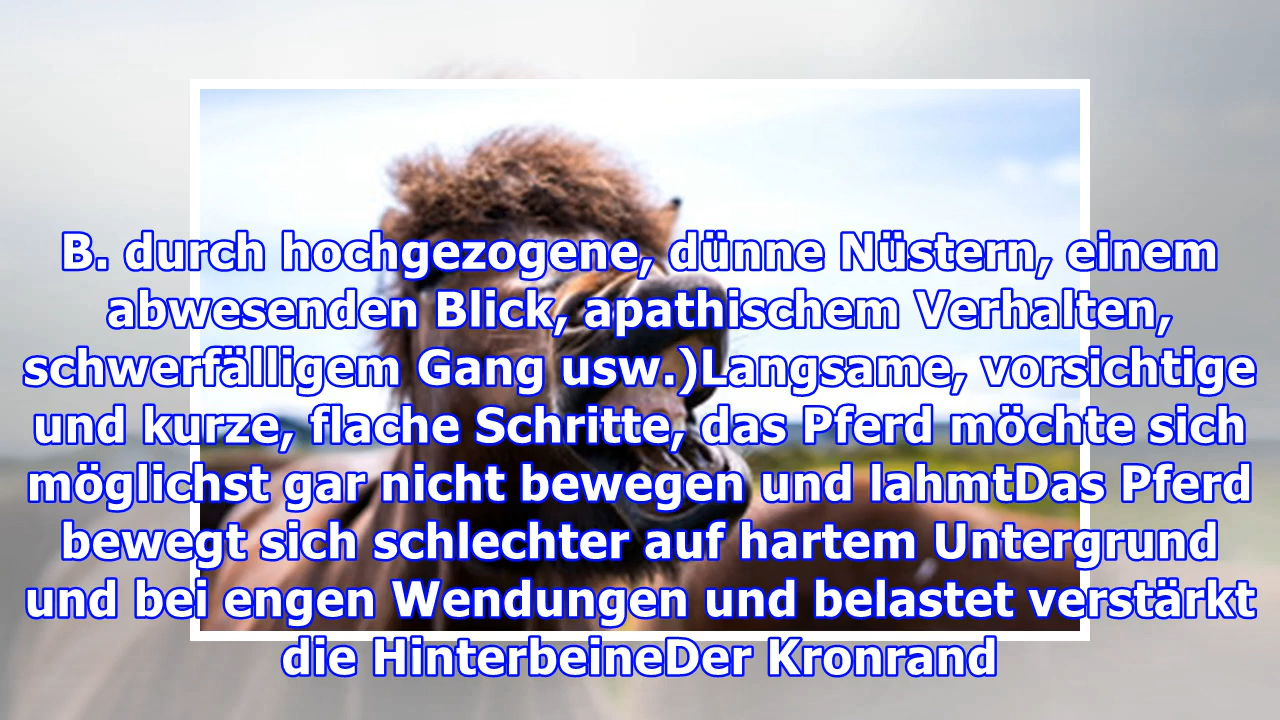 B. durch hochgezogene, dünne Nüstern, einem
abwesenden Blick, apathischem Verhalten,
schwerfälligem Gang usw.)Langsame, vorsichtige
und kurze, flache Schritte, das Pferd möchte sich
möglichst gar nicht bewegen und lahmtDas Pferd
bewegt sich schlechter auf hartem Untergrund
und bei engen Wendungen und belastet verstärkt
die HinterbeineDer Kronrand